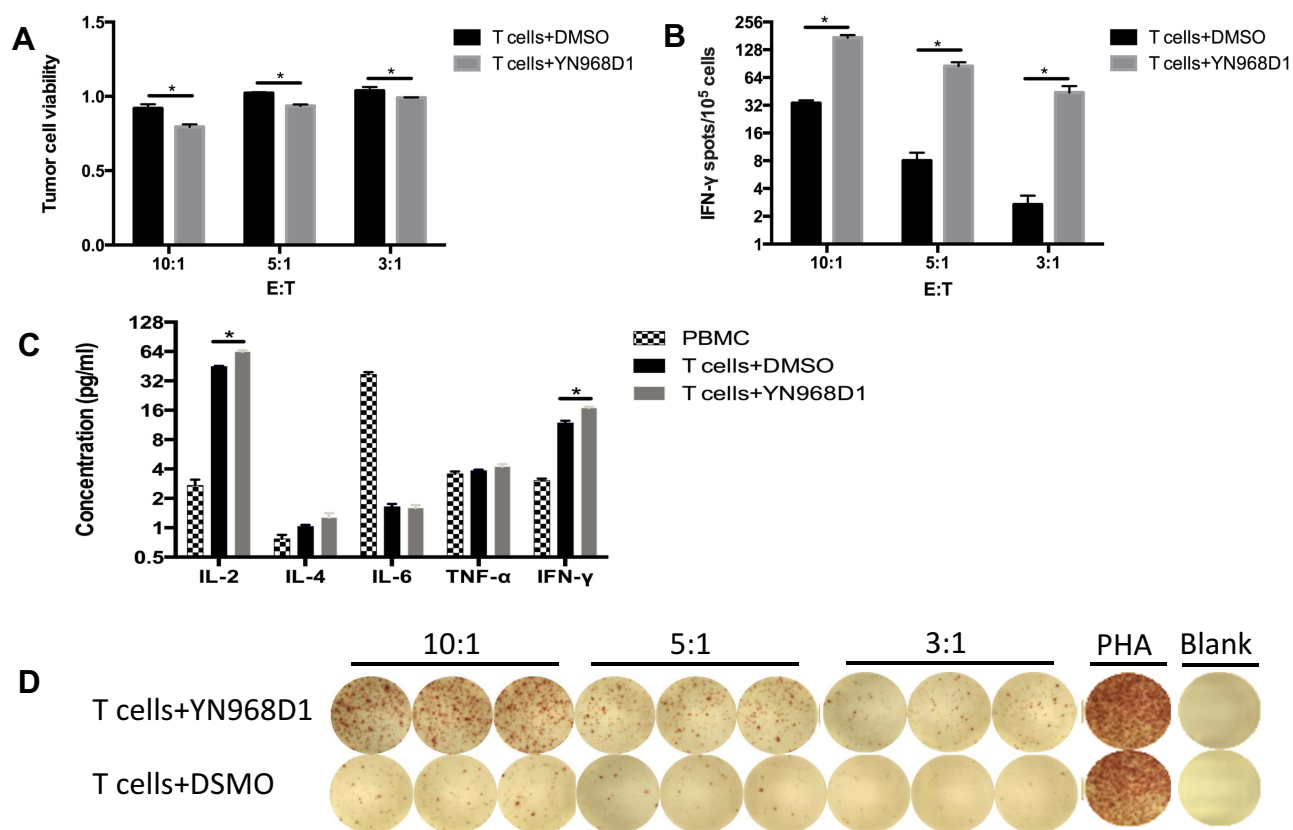 A
Tumor cell viability
1.5
1.0
0.5
0.0
10:1 5:1 3:1
E:T
T cells+DMSO
T cells+YN968D1
B
IFN-γ spots/10⁵ cells
256
128
64
32
16
8
4
2
1
10:1 5:1 3:1
E:T
* * *
* * *
T cells+DMSO
T cells+YN968D1
C
Concentration (pg/ml)
128
64
32
16
8
4
2
1
0.5
* *
IL-2 IL-4 IL-6 TNF-α IFN-γ
PBMC
T cells+DMSO
T cells+YN968D1
D
10:1 5:1 3:1 PHA Blank
T cells+YN968D1
T cells+DSMO